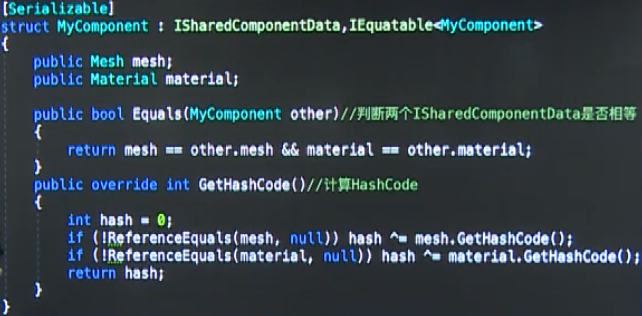 [Serializable]
struct MyComponent : ISharedComponentData,IEquatable<MyComponent>
{
    public Mesh mesh;
    public Material material;

    public bool Equals(MyComponent other)//判断两个ISharedComponentData是否相等
    {
        return mesh == other.mesh && material == other.material;
    }
    public override int GetHashCode()//计算HashCode
    {
        int hash = 0;
        if (!ReferenceEquals(mesh, null)) hash ^= mesh.GetHashCode();
        if (!ReferenceEquals(material, null)) hash ^= material.GetHashCode();
        return hash;
    }
}